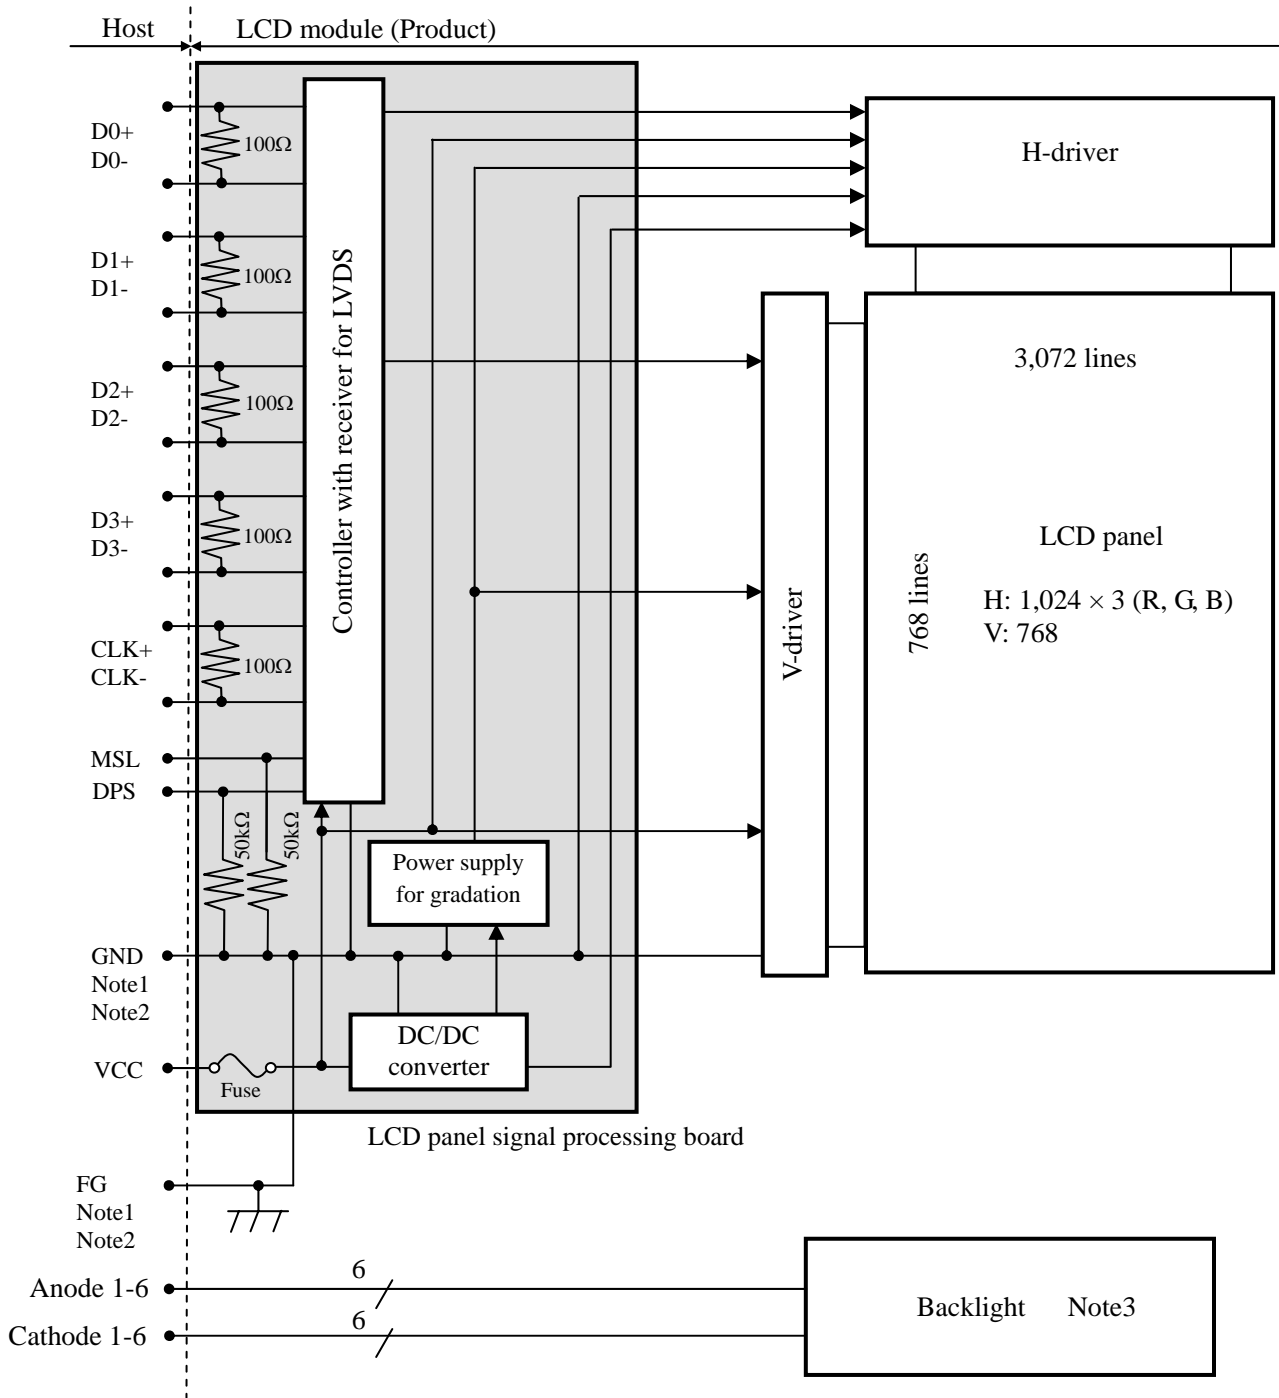 Host
LCD module (Product)
D0+
D0-
100Ω
D1+
D1-
100Ω
D2+
D2-
100Ω
D3+
D3-
100Ω
CLK+
CLK-
100Ω
MSL
DPS
50kΩ
50kΩ
GND
Note1
Note2
VCC
Fuse
Controller with receiver for LVDS
Power supply
for gradation
DC/DC
converter
LCD panel signal processing board
H-driver
V-driver
3,072 lines
768 lines
LCD panel
H: 1,024 × 3 (R, G, B)
V: 768
FG
Note1
Note2
Anode 1-6
6
Cathode 1-6
6
Backlight Note3